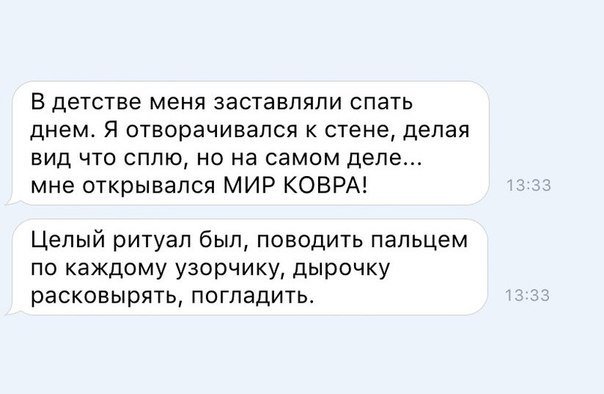 В детстве меня заставляли спать
днем. Я отворачивался к стене, делая
вид что сплю, но на самом деле...
мне открывался МИР КОВРА!
13:33
Целый ритуал был, поводить пальцем
по каждому узорчику, дырочку
расковырять, погладить.
13:33